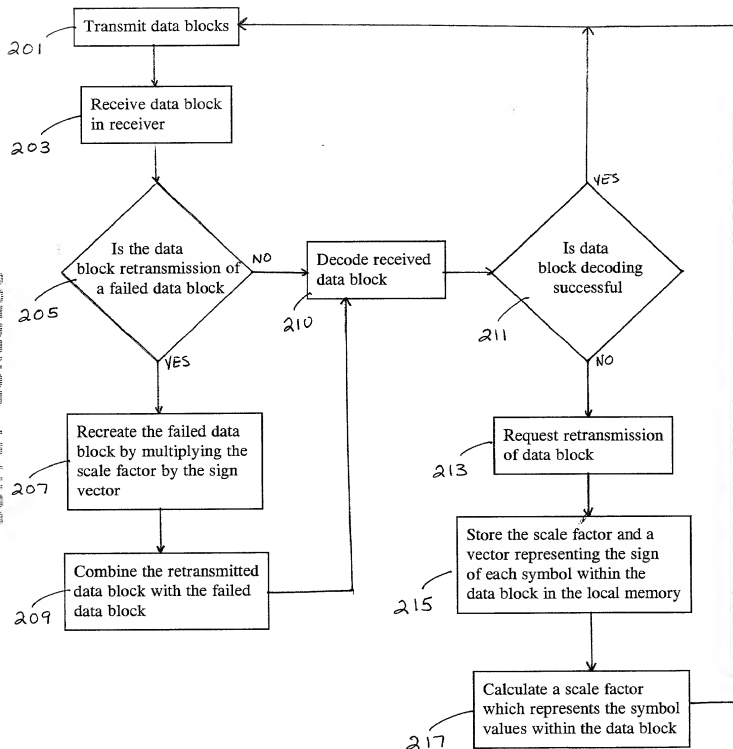 Transmit data blocks
201
Receive data block
in receiver
203
Is the data
block retransmission of
a failed data block
205
NO
YES
Recreate the failed data
block by multiplying the
scale factor by the sign
vector
207
Combine the retransmitted
data block with the failed
data block
209
Decode received
data block
210
Is data
block decoding
successful
211
YES
NO
Request retransmission
of data block
213
Store the scale factor and a
vector representing the sign
of each symbol within the
data block in the local memory
215
Calculate a scale factor
which represents the symbol
values within the data block
217